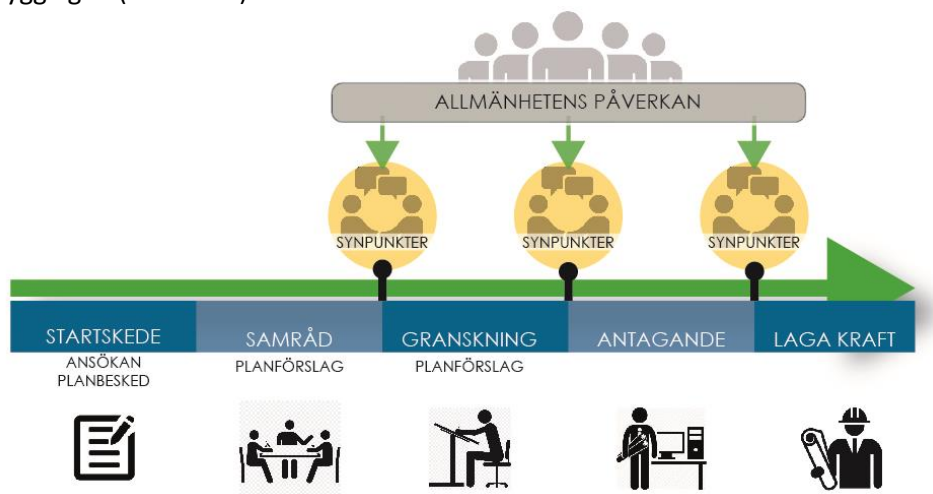 ALLMÄNHETENS PÅVERKAN
SYNPUNKTER SYNPUNKTER SYNPUNKTER
STARTSKEDE SAMRÅD GRANSKNING ANTAGANDE LAGA KRAFT
ANSÖKAN PLANFÖRSLAG PLANFÖRSLAG
PLANBESKED